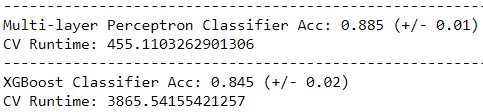 Multi-layer Perceptron Classifier Acc: 0.885 (+/- 0.01)
CV Runtime: 455.1103262901306
------------------------------------------------------------
XGBoost Classifier Acc: 0.845 (+/- 0.02)
CV Runtime: 3865.54155421257